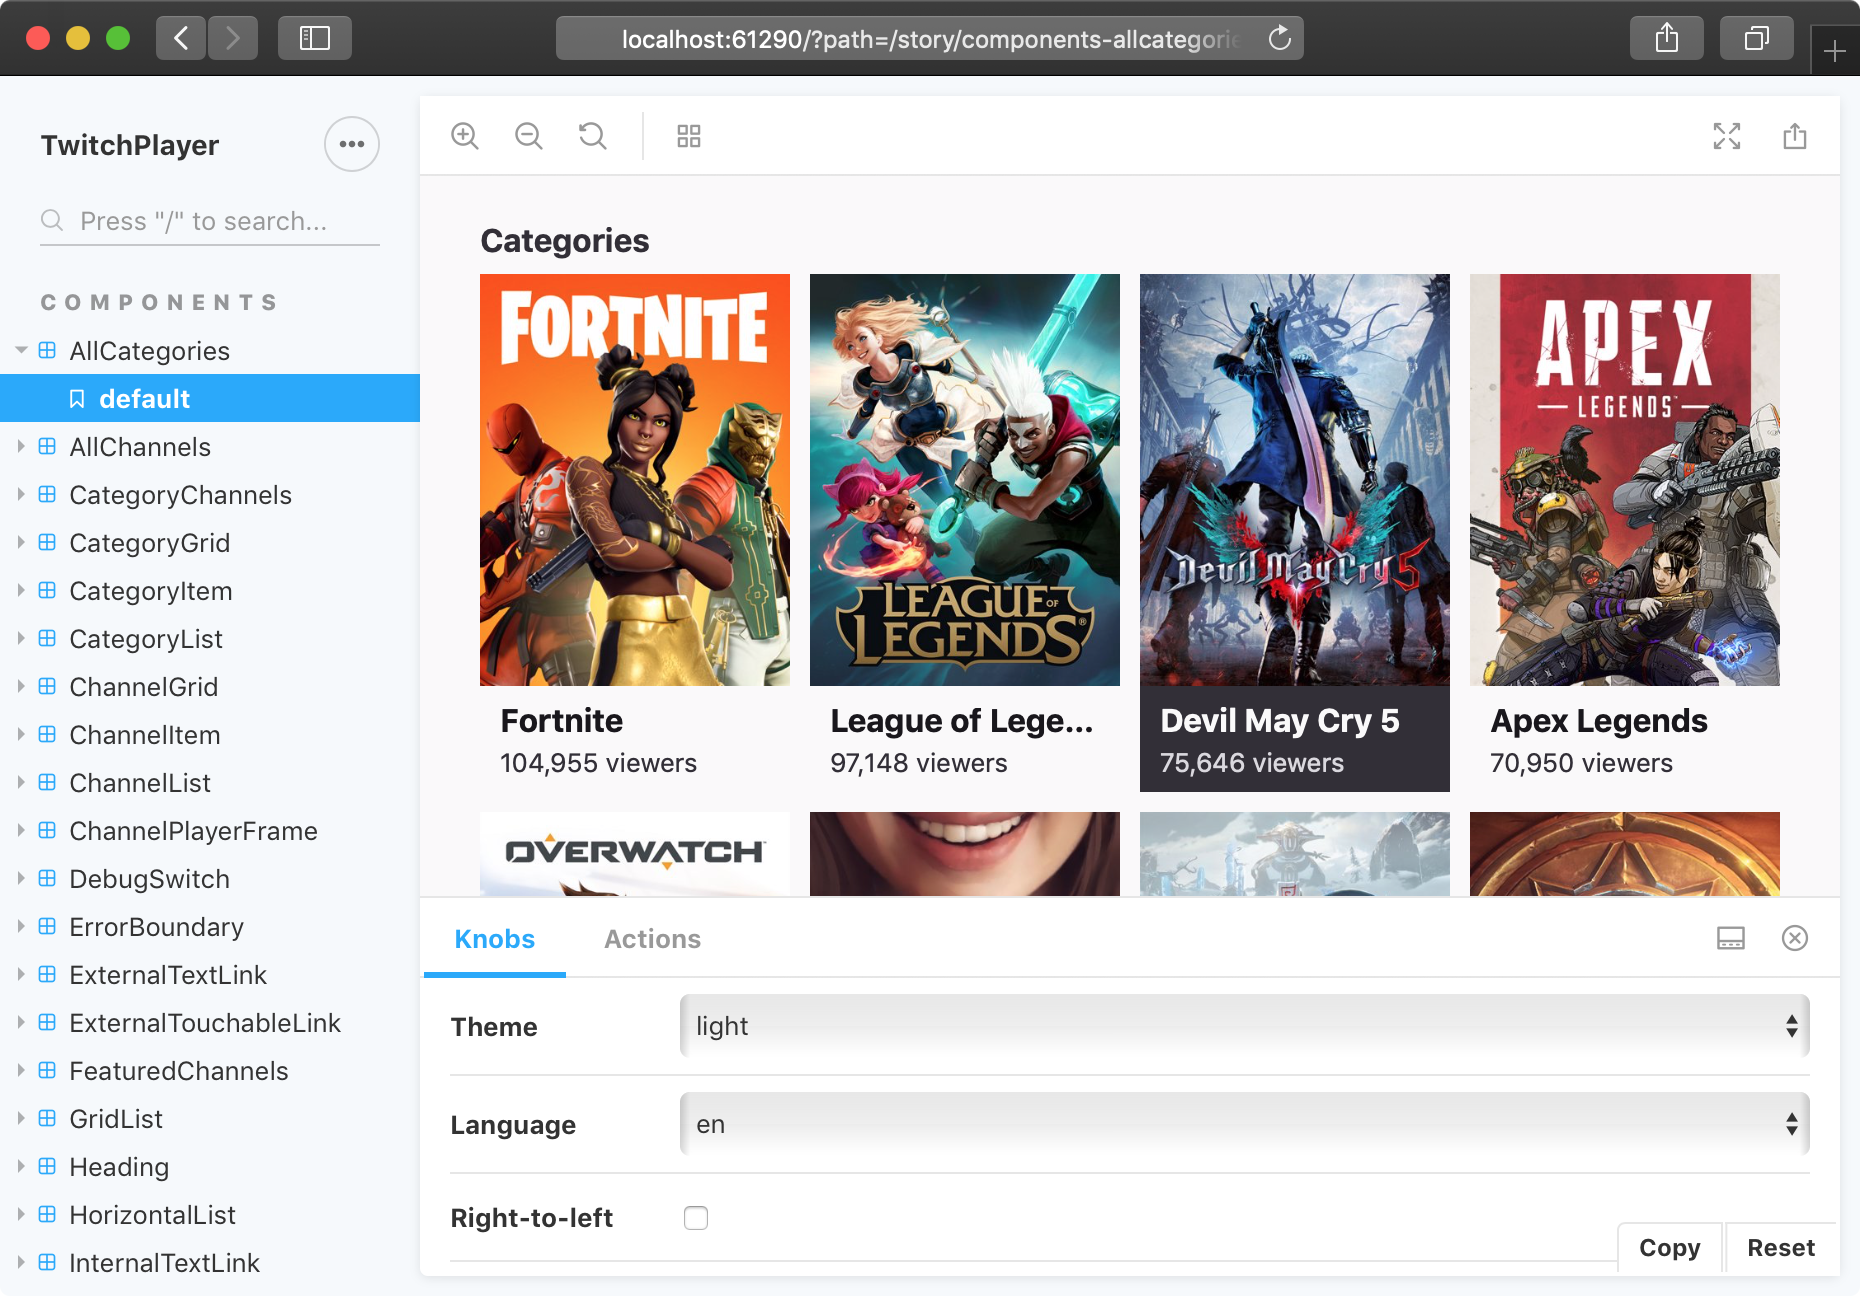 localhost:61290/?path=/story/components-allcategorie
TwitchPlayer
Press "/" to search...
COMPONENTS
AllCategories
default
AllChannels
CategoryChannels
CategoryGrid
CategoryItem
CategoryList
ChannelGrid
ChannelItem
ChannelList
ChannelPlayerFrame
DebugSwitch
ErrorBoundary
ExternalTextLink
ExternalTouchableLink
FeaturedChannels
GridList
Heading
HorizontalList
InternalTextLink
Categories
FORTNITE
LEAGUE OF
LEGENDS®
Devil May Cry 5
APEX
LEGENDS™
Fortnite
104,955 viewers
League of Lege...
97,148 viewers
Devil May Cry 5
75,646 viewers
Apex Legends
70,950 viewers
OVERWATCH
Knobs
Actions
Theme
light
Language
en
Right-to-left
Copy
Reset